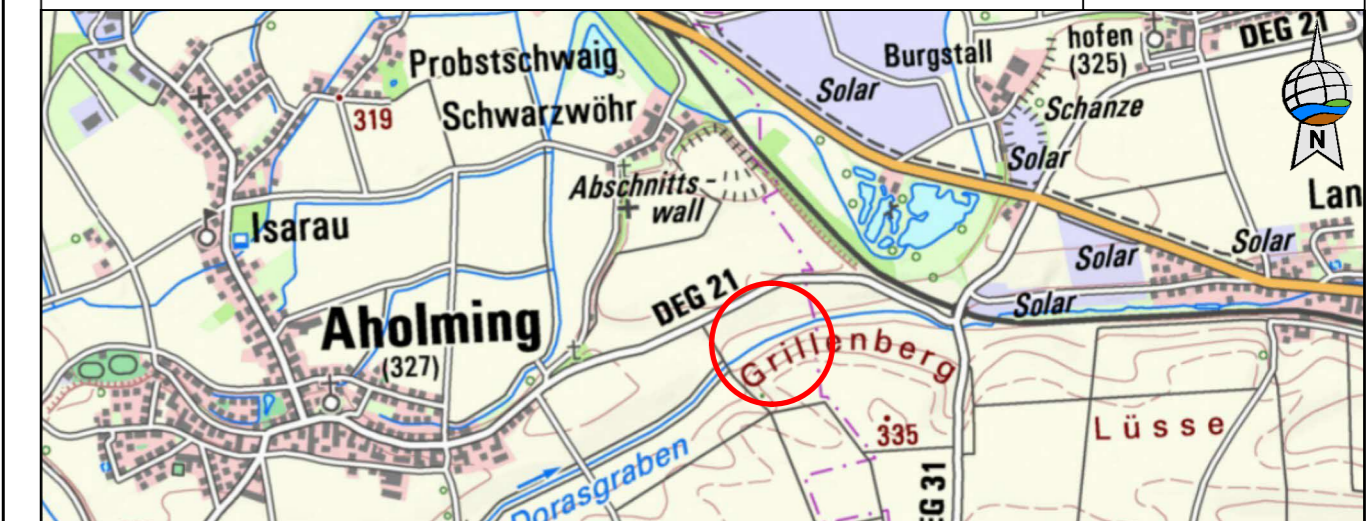 Probstschwaig
319
Schwarzwöhr
Abschnitts-
wall
Isarau
Aholming
(327)
DEG 21
Dorasgraben
Grillenberg
335
Solar
Burgstall
hofen
(325)
DEG 21
Schanze
Solar
N
Lan
Solar
Solar
Solar
Lüsse
EG 31